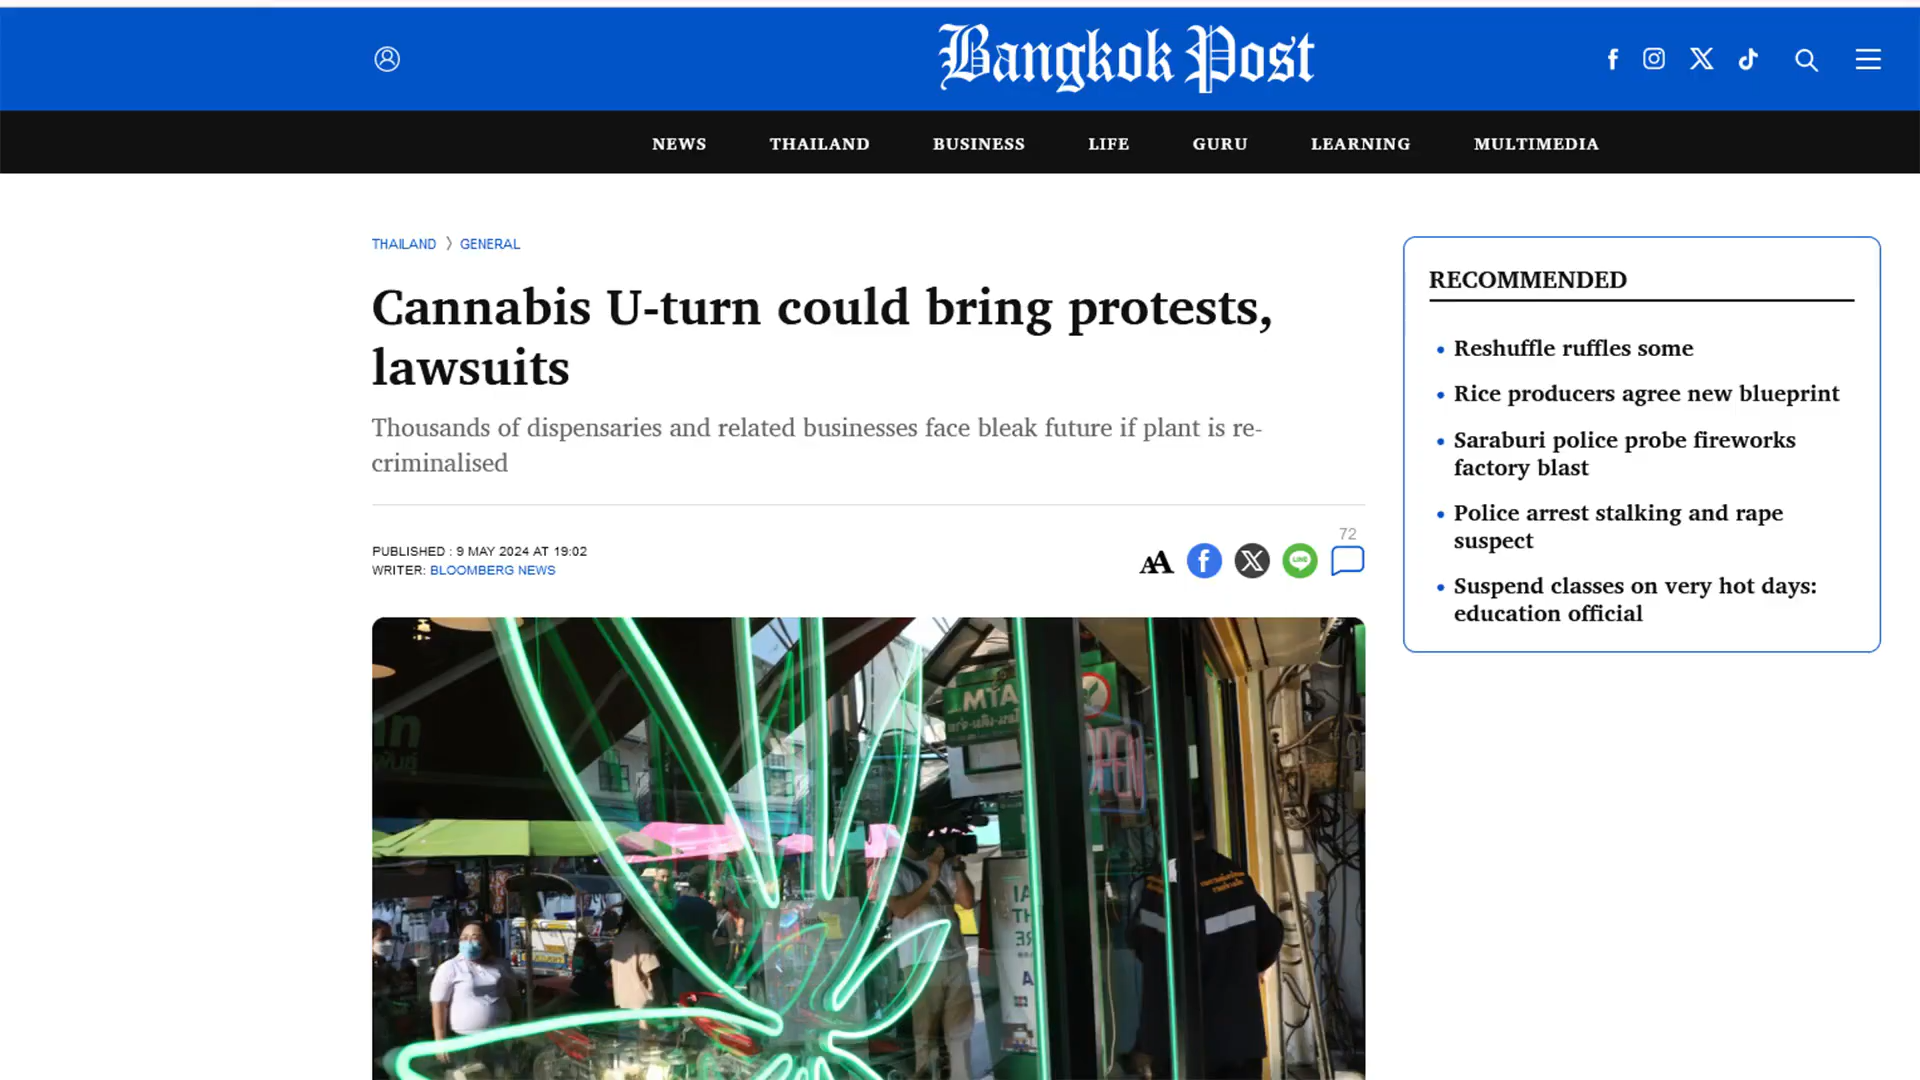 Bangkok Post
NEWS THAILAND BUSINESS LIFE GURU LEARNING MULTIMEDIA
THAILAND 〉 GENERAL
Cannabis U-turn could bring protests,
lawsuits
Thousands of dispensaries and related businesses face bleak future if plant is re-
criminalised
PUBLISHED : 9 MAY 2024 AT 19:02
WRITER: BLOOMBERG NEWS
AA
LINE
72
MTA
OPEN
RECOMMENDED
• Reshuffle ruffles some
• Rice producers agree new blueprint
• Saraburi police probe fireworks
factory blast
• Police arrest stalking and rape
suspect
• Suspend classes on very hot days:
education official